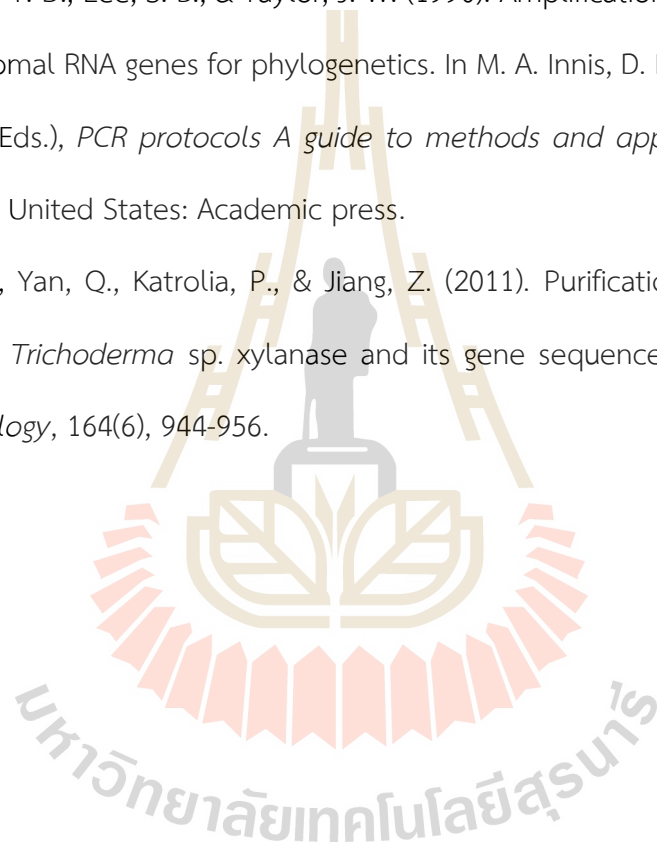 T. D., Lee, S. B., & Taylor, J. W. (1990). Amplification
omal RNA genes for phylogenetics. In M. A. Innis, D.
Eds.), PCR protocols A guide to methods and app
United States: Academic press.
, Yan, Q., Katrolia, P., & Jiang, Z. (2011). Purificatio
Trichoderma sp. xylanase and its gene sequence
logy, 164(6), 944-956.
มหาวิทยาลัยเทคโนโลยีสุรนารี